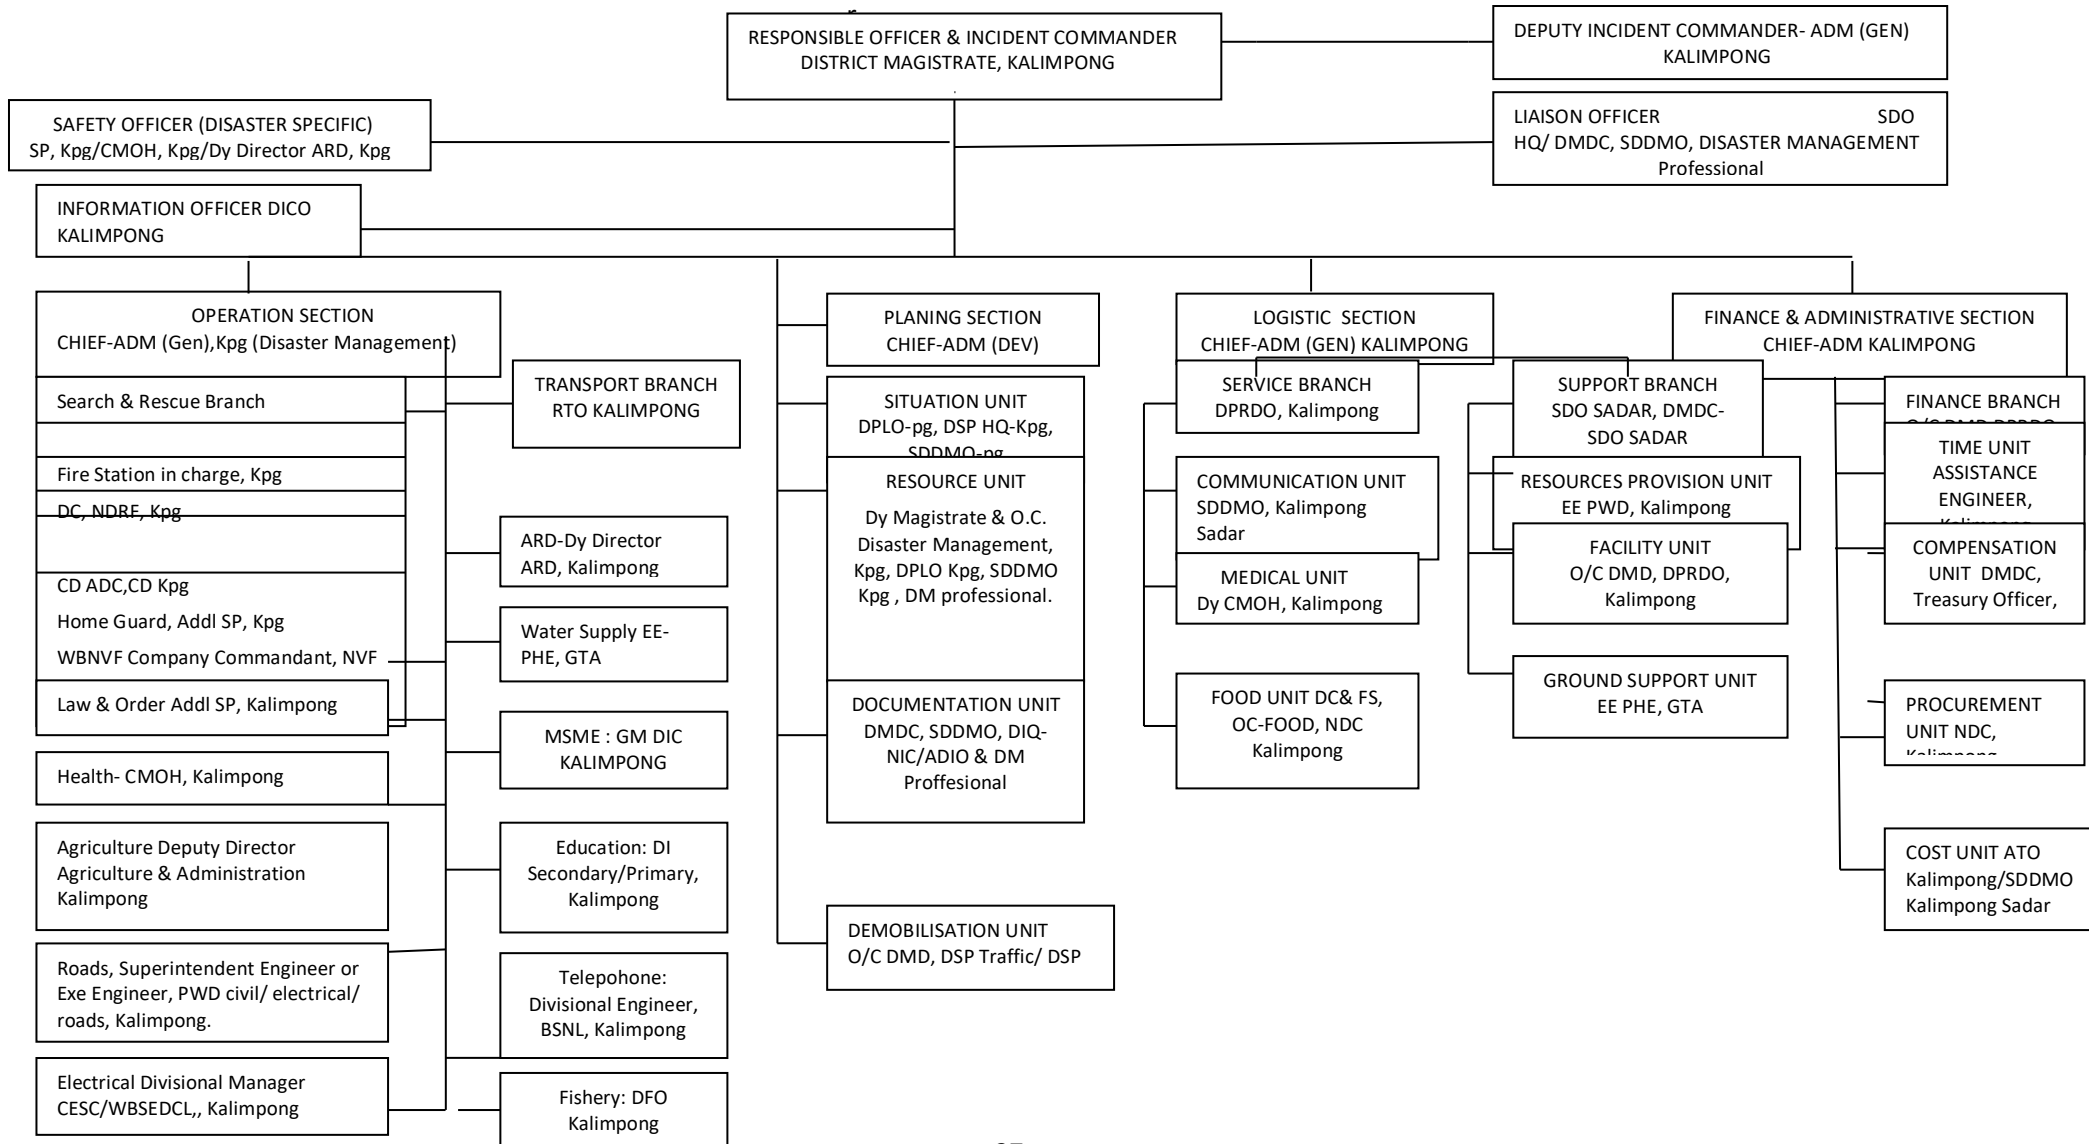 RESPONSIBLE OFFICER & INCIDENT COMMANDER
DISTRICT MAGISTRATE, KALIMPONG
DEPUTY INCIDENT COMMANDER- ADM (GEN)
KALIMPONG
SAFETY OFFICER (DISASTER SPECIFIC)
SP, Kpg/CMOH, Kpg/Dy Director ARD, Kpg
LIAISON OFFICER SDO
HQ/ DMDC, SDDMO, DISASTER MANAGEMENT
Professional
INFORMATION OFFICER DICO
KALIMPONG
OPERATION SECTION
CHIEF-ADM (Gen),Kpg (Disaster Management)
Search & Rescue Branch
Fire Station in charge, Kpg
DC, NDRF, Kpg
CD ADC,CD Kpg
Home Guard, Addl SP, Kpg
WBNVF Company Commandant, NVF
Law & Order Addl SP, Kalimpong
Health- CMOH, Kalimpong
Agriculture Deputy Director
Agriculture & Administration
Kalimpong
Roads, Superintendent Engineer or
Exe Engineer, PWD civil/ electrical/
roads, Kalimpong.
Electrical Divisional Manager
CESC/WBSEDCL,, Kalimpong
TRANSPORT BRANCH
RTO KALIMPONG
ARD-Dy Director
ARD, Kalimpong
Water Supply EE-
PHE, GTA
MSME : GM DIC
KALIMPONG
Education: DI
Secondary/Primary,
Kalimpong
Telepohone:
Divisional Engineer,
BSNL, Kalimpong
Fishery: DFO
Kalimpong
PLANING SECTION
CHIEF-ADM (DEV)
SITUATION UNIT
DPLO-pg, DSP HQ-Kpg,
SDDMO-pg
RESOURCE UNIT
Dy Magistrate & O.C.
Disaster Management,
Kpg, DPLO Kpg, SDDMO
Kpg , DM professional.
DOCUMENTATION UNIT
DMDC, SDDMO, DIQ-
NIC/ADIO & DM
Proffesional
DEMOBILISATION UNIT
O/C DMD, DSP Traffic/ DSP
LOGISTIC SECTION
CHIEF-ADM (GEN) KALIMPONG
SERVICE BRANCH
DPRDO, Kalimpong
COMMUNICATION UNIT
SDDMO, Kalimpong
Sadar
MEDICAL UNIT
Dy CMOH, Kalimpong
FOOD UNIT DC& FS,
OC-FOOD, NDC
Kalimpong
SUPPORT BRANCH
SDO SADAR, DMDC-
SDO SADAR
RESOURCES PROVISION UNIT
EE PWD, Kalimpong
FACILITY UNIT
O/C DMD, DPRDO,
Kalimpong
GROUND SUPPORT UNIT
EE PHE, GTA
FINANCE & ADMINISTRATIVE SECTION
CHIEF-ADM KALIMPONG
FINANCE BRANCH
TIME UNIT
ASSISTANCE
ENGINEER,
COMPENSATION
UNIT DMDC,
Treasury Officer,
PROCUREMENT
UNIT NDC,
COST UNIT ATO
Kalimpong/SDDMO
Kalimpong Sadar